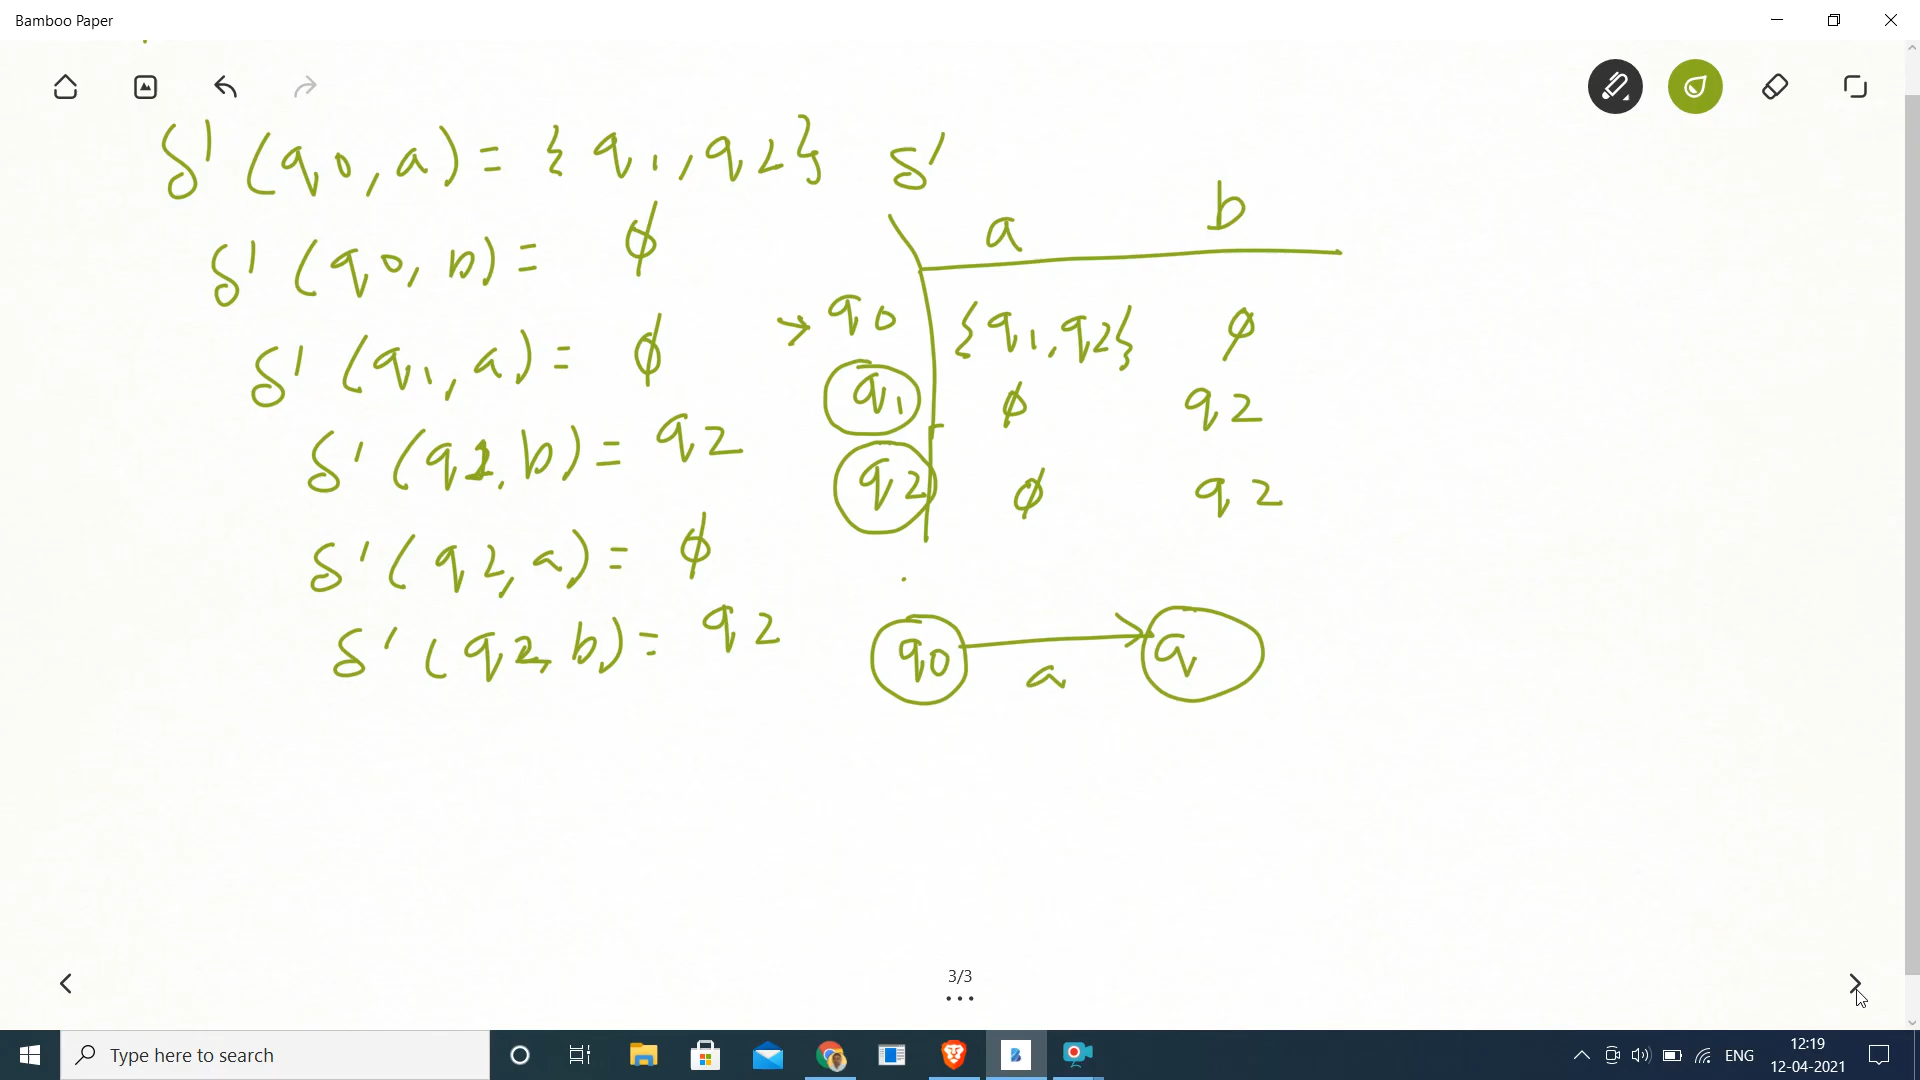 Bamboo Paper
δ' (q0, a) = {q1, q2}
δ' (q0, b) = ϕ
δ' (q1, a) = ϕ
δ' (q1, b) = q2
δ' (q2, a) = ϕ
δ' (q2, b) = q2
δ'
a b
→ q0 {q1, q2} ϕ
q1 ϕ q2
q2 ϕ q2
q0 a q
3/3
Type here to search
ENG
12:19
12-04-2021